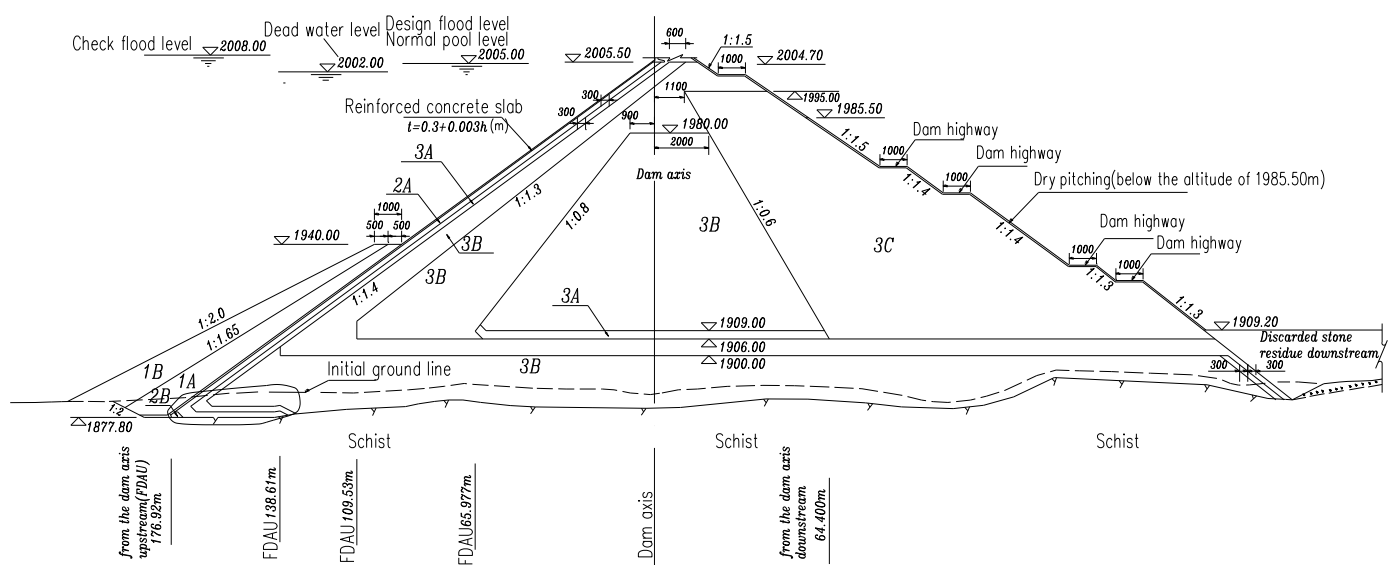 Check flood level
2008.00
Dead water level
2002.00
Design flood level
Normal pool level
2005.00
2005.50
600
1:1.5
1000
2004.70
300
300
1100
1995.00
1985.50
Reinforced concrete slab
t=0.3+0.003h(m)
900
1980.00
2000
Dam axis
1:1.5
1000
Dam highway
1:1.4
1000
Dam highway
Dry pitching(below the altitude of 1985.50m)
3A
2A
1:1.3
1:0.8
3B
1:0.6
3C
1:1.4
1000
500
500
1940.00
3B
3B
1000
Dam highway
1:1.3
1000
Dam highway
1:1.3
1:1.4
3A
1:2.0
1:1.65
1909.00
1906.00
1900.00
1909.20
Discarded stone
residue downstream
300
300
1B
1A
2B
1:2
3B
Initial ground line
1877.80
Schist
Schist
Schist
from the dam axis
upstream(FDAU)
176.92m
FDAU138.61m
FDAU109.53m
FDAU65.977m
Dam axis
from the dam axis
downstream
64.400m